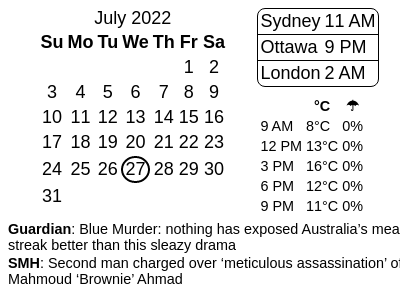 July 2022
Su Mo Tu We Th Fr Sa
1 2
3 4 5 6 7 8 9
10 11 12 13 14 15 16
17 18 19 20 21 22 23
24 25 26 27 28 29 30
31
Sydney 11 AM
Ottawa 9 PM
London 2 AM
°C ☂
9 AM 8°C 0%
12 PM 13°C 0%
3 PM 16°C 0%
6 PM 12°C 0%
9 PM 11°C 0%
Guardian: Blue Murder: nothing has exposed Australia’s mea
streak better than this sleazy drama
SMH: Second man charged over ‘meticulous assassination’ of
Mahmoud ‘Brownie’ Ahmad